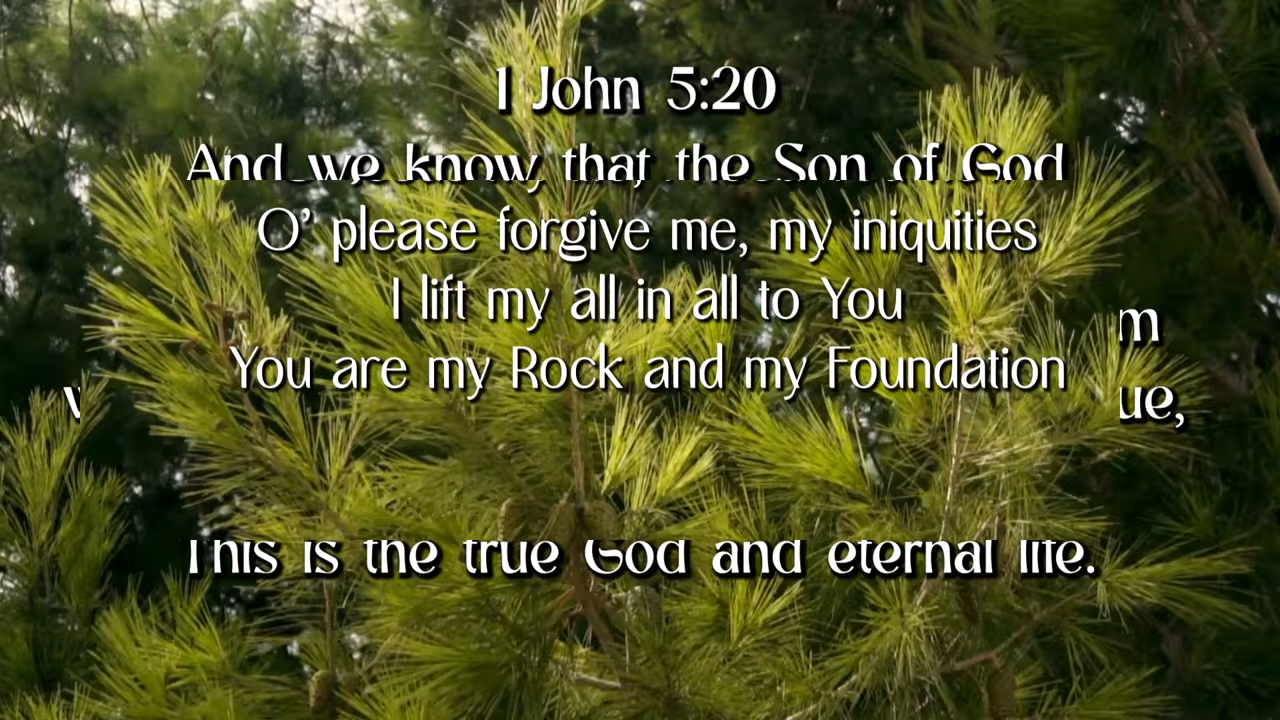 1 John 5:20
And we know that the Son of God
O' please forgive me, my iniquities
I lift my all in all to You
You are my Rock and my Foundation
This is the true God and eternal life.